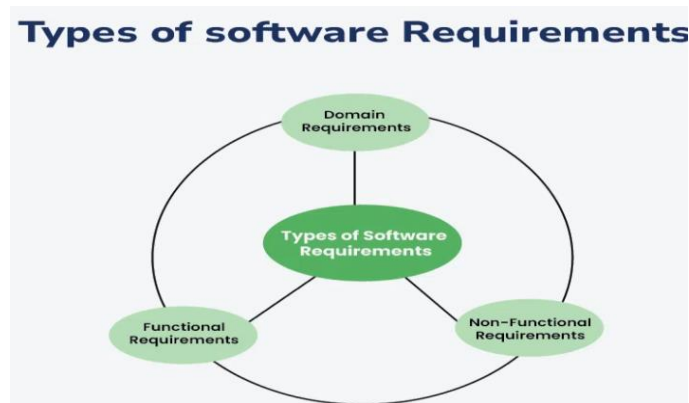 Types of software Requirements
Domain
Requirements
Types of Software
Requirements
Functional
Requirements
Non-Functional
Requirements